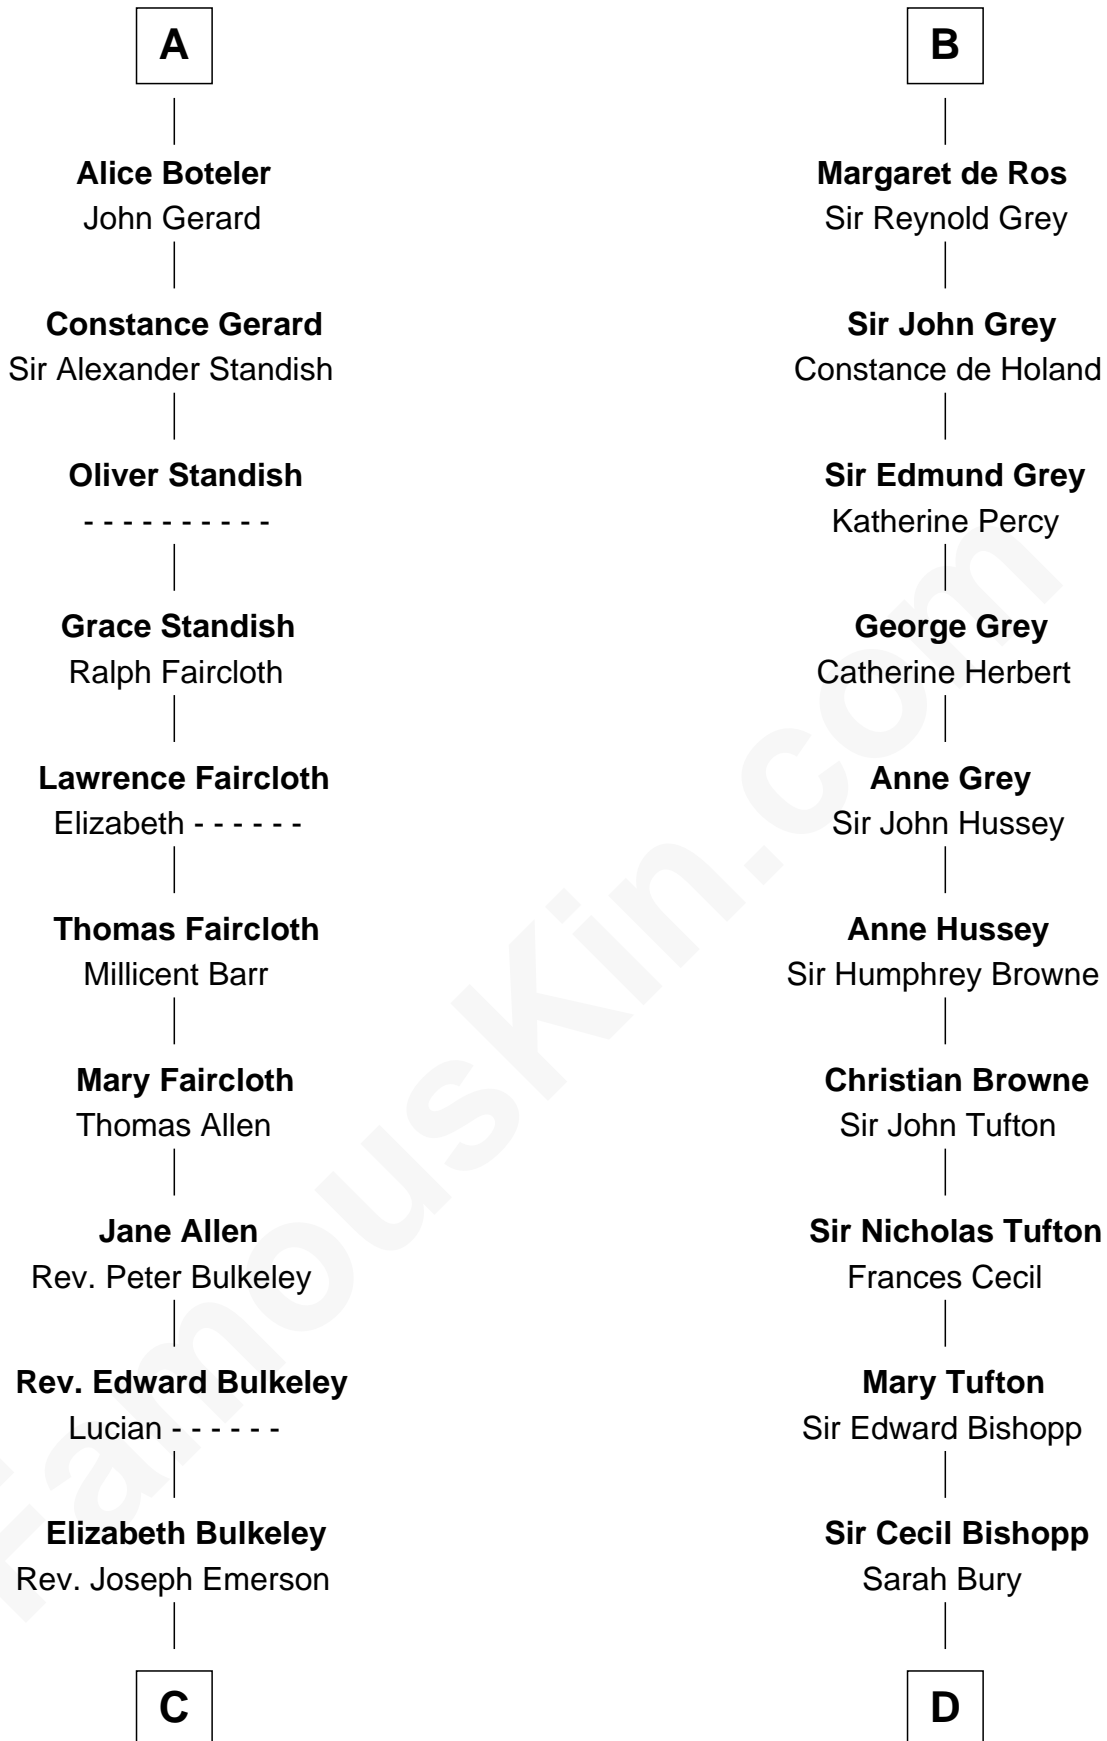 A
Alice Boteler
John Gerard
Constance Gerard
Sir Alexander Standish
Oliver Standish
- - - - - - - - - -
Grace Standish
Ralph Faircloth
Lawrence Faircloth
Elizabeth - - - - - -
Thomas Faircloth
Millicent Barr
Mary Faircloth
Thomas Allen
Jane Allen
Rev. Peter Bulkeley
Rev. Edward Bulkeley
Lucian - - - - - -
Elizabeth Bulkeley
Rev. Joseph Emerson
C
B
Margaret de Ros
Sir Reynold Grey
Sir John Grey
Constance de Holand
Sir Edmund Grey
Katherine Percy
George Grey
Catherine Herbert
Anne Grey
Sir John Hussey
Anne Hussey
Sir Humphrey Browne
Christian Browne
Sir John Tufton
Sir Nicholas Tufton
Frances Cecil
Mary Tufton
Sir Edward Bishopp
Sir Cecil Bishopp
Sarah Bury
D
FamousKin.com